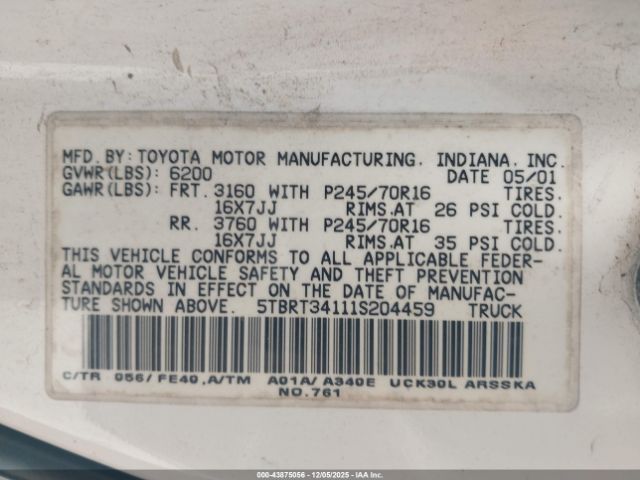 MFD. BY: TOYOTA MOTOR MANUFACTURING, INDIANA, INC.
GVWR(LBS): 6200 DATE 05/01
GAWR(LBS): FRT. 3160 WITH P245/70R16 TIRES.
16X7JJ RIMS.AT 26 PSI COLD.
RR. 3760 WITH P245/70R16 TIRES.
16X7JJ RIMS.AT 35 PSI COLD.
THIS VEHICLE CONFORMS TO ALL APPLICABLE FEDER-
AL MOTOR VEHICLE SAFETY AND THEFT PREVENTION
STANDARDS IN EFFECT ON THE DATE OF MANUFAC-
TURE SHOWN ABOVE. 5TBRT34111S204459 TRUCK
C/TR 056/FE40,A/TM A01A/A340E UCK30L ARSSKA
NO.761
000-43875056 - 12/05/2025 - IAAI.COM